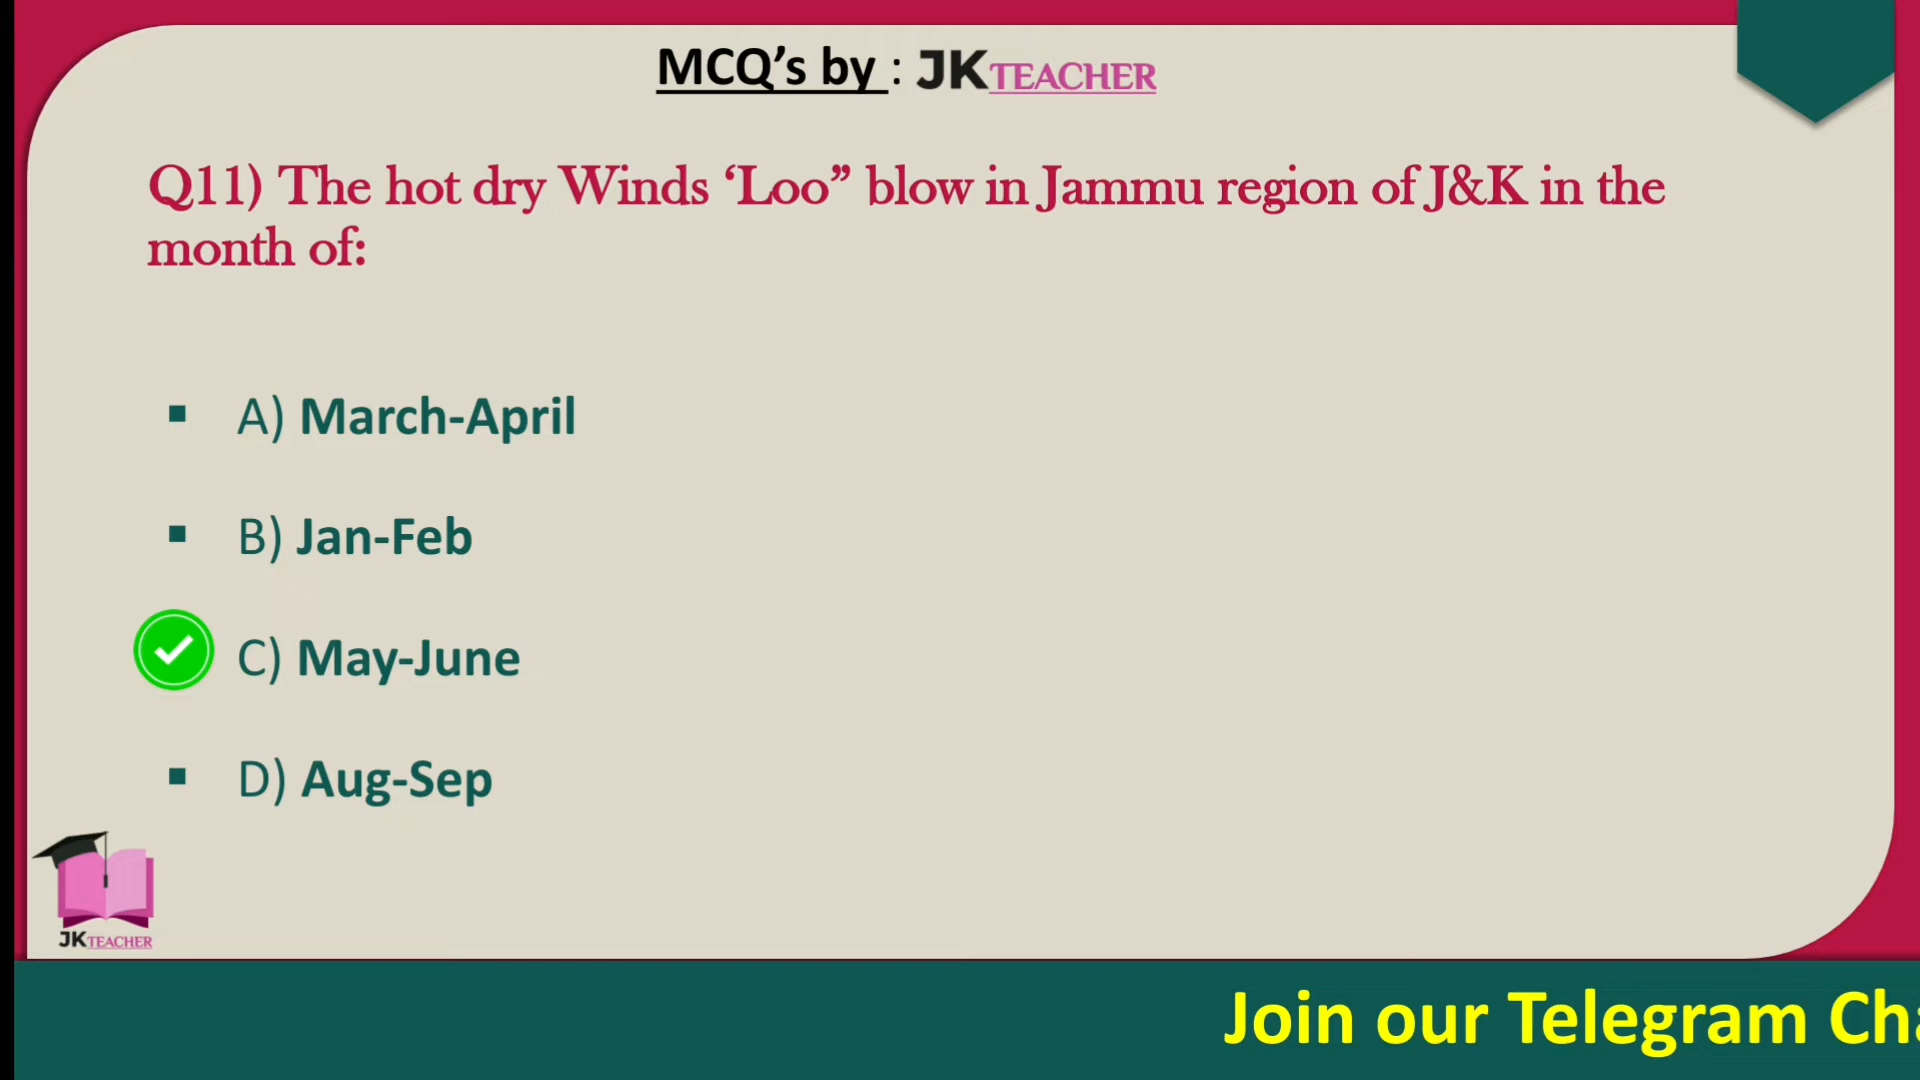 MCQ’s by : JKTEACHER
Q11) The hot dry Winds ‘Loo” blow in Jammu region of J&K in the
month of:
▪ A) March-April
▪ B) Jan-Feb
C) May-June
▪ D) Aug-Sep
JKTEACHER
Join our Telegram Cha